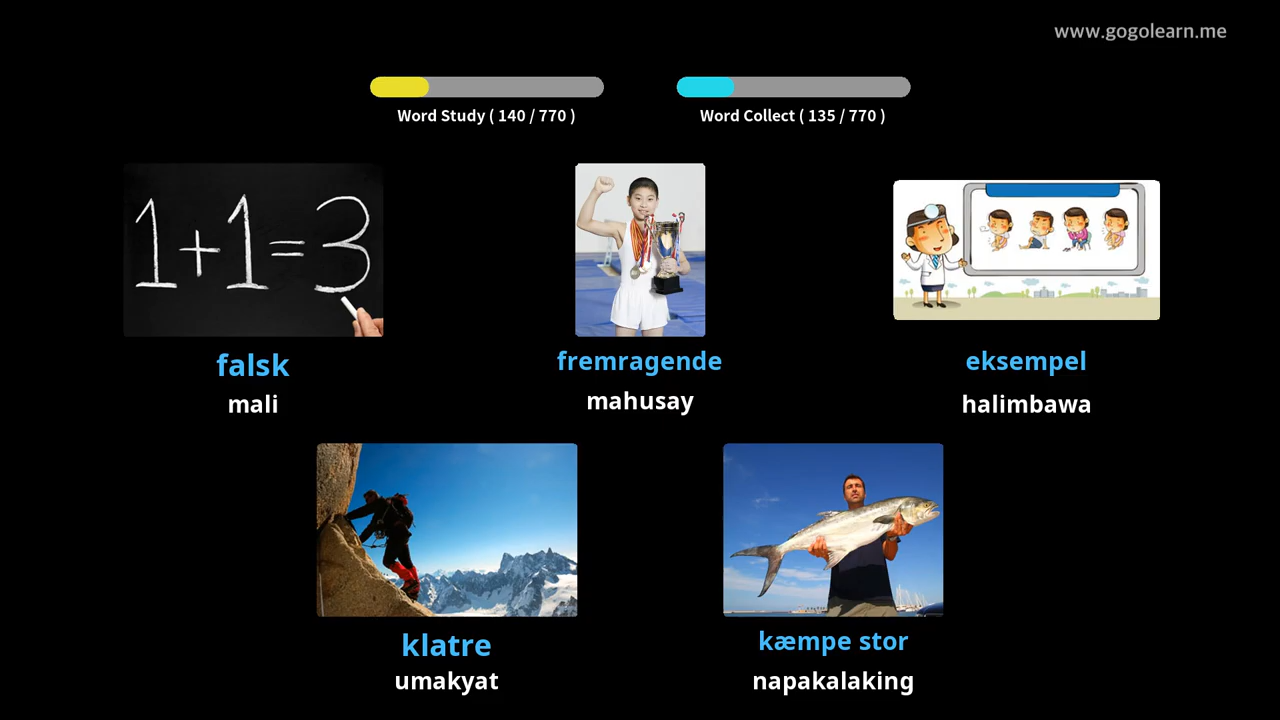 www.gogolearn.me
Word Study ( 140 / 770 )
Word Collect ( 135 / 770 )
1+1=3
falsk
mali
fremragende
mahusay
eksempel
halimbawa
klatre
umakyat
kæmpe stor
napakalaking